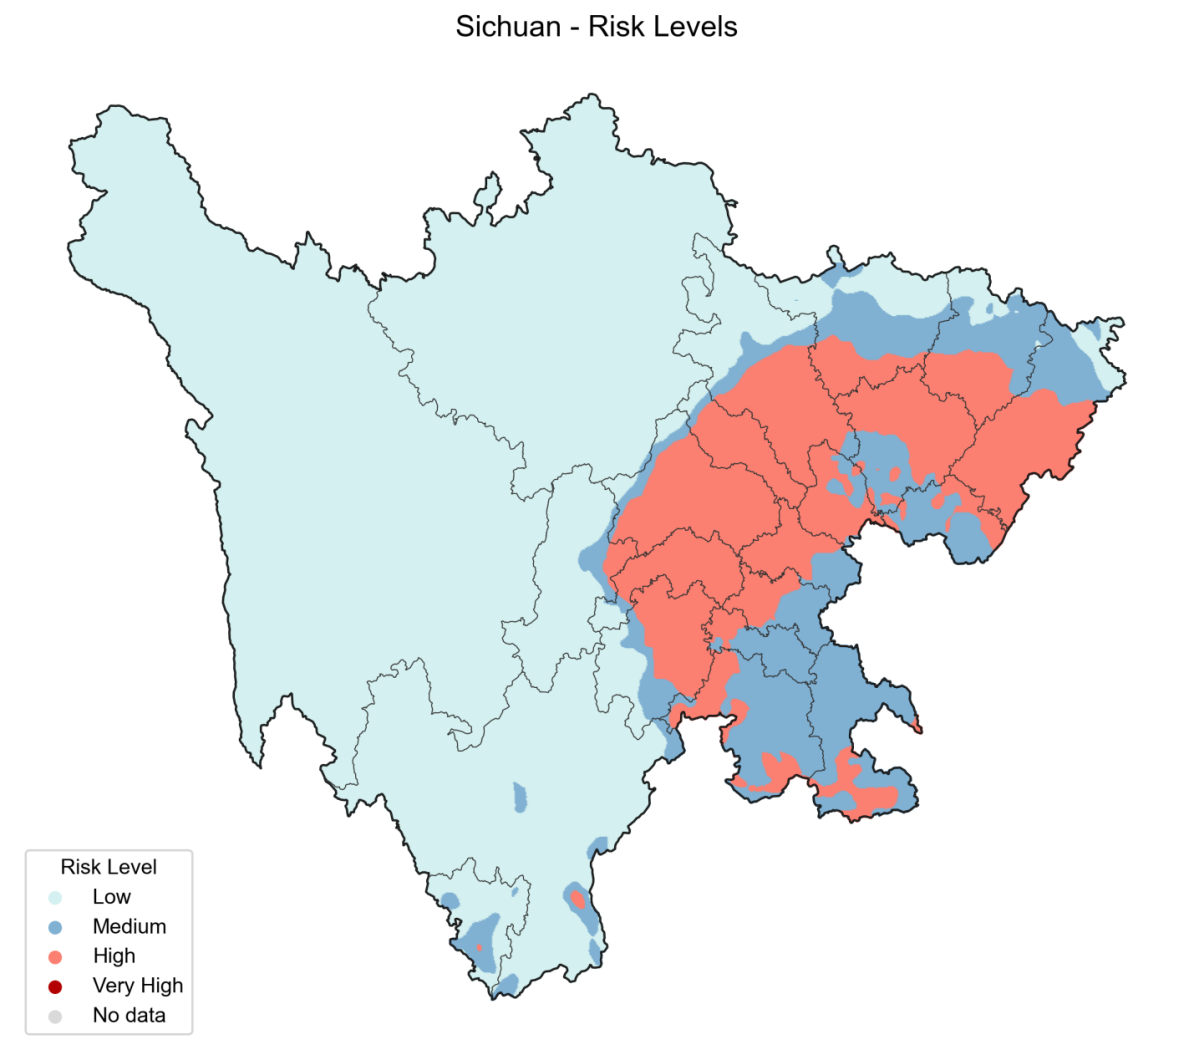 Sichuan - Risk Levels
Risk Level
Low
Medium
High
Very High
No data